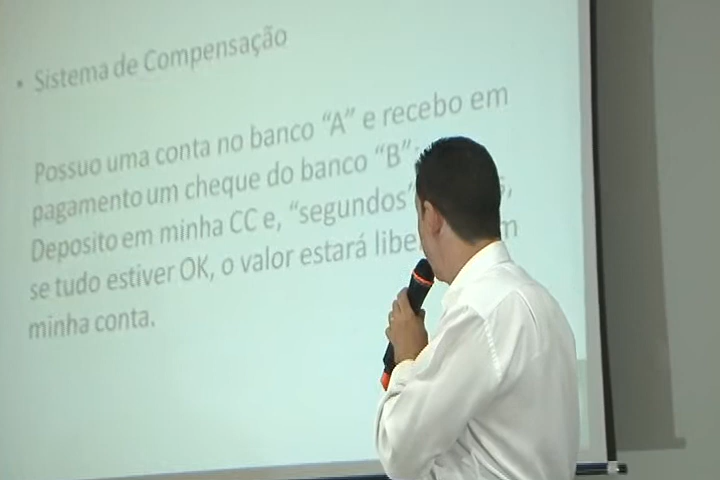 • Sistema de Compensação
Possuo uma conta no banco “A” e recebo em
pagamento um cheque do banco “B”
Deposito em minha CC e, “segundos”
se tudo estiver OK, o valor estará
minha conta.